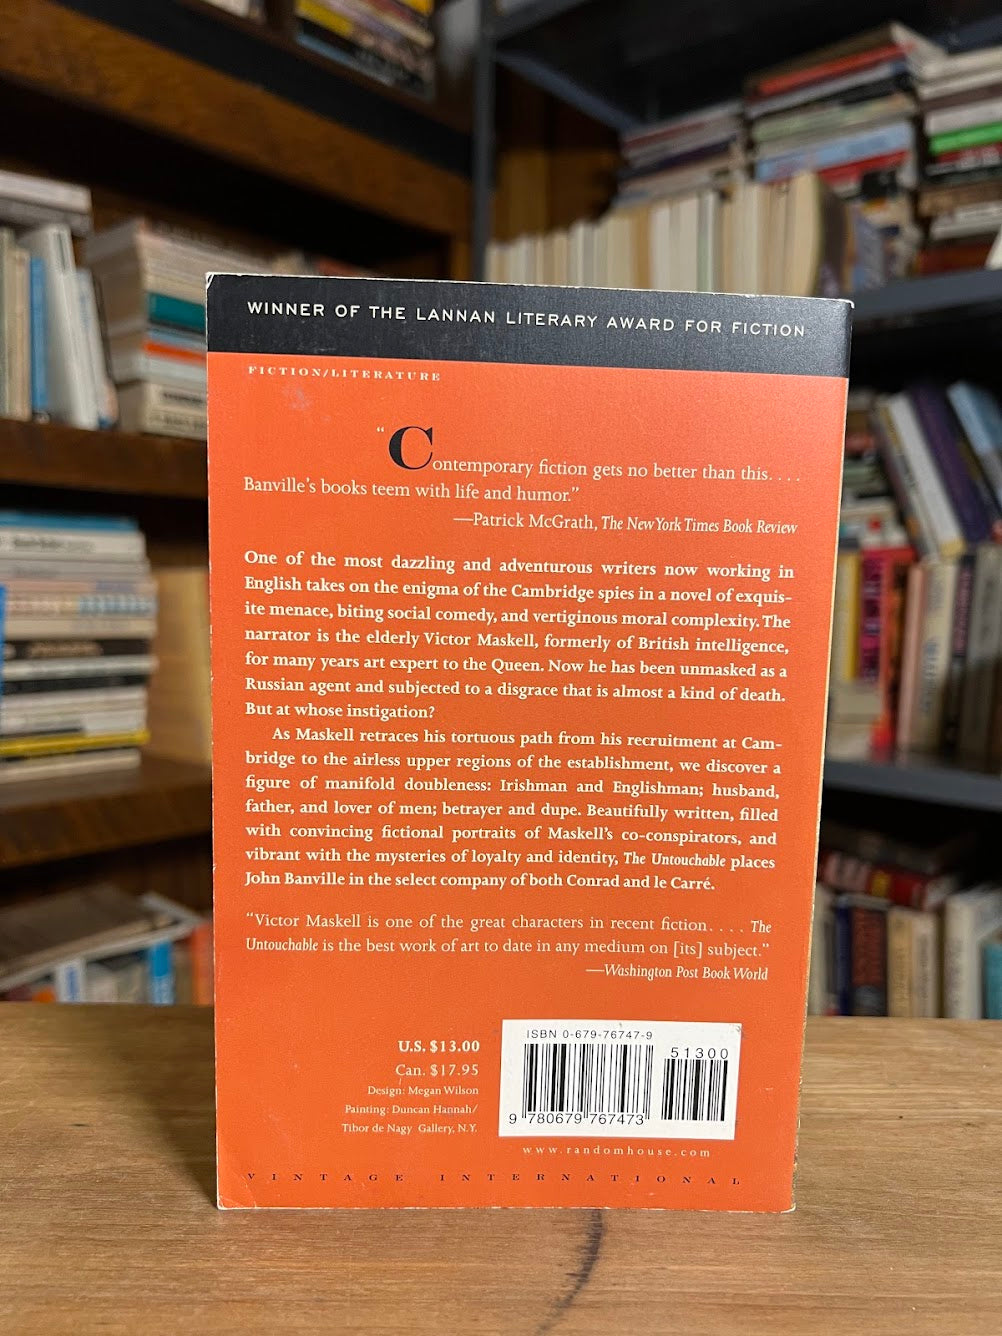 WINNER OF THE LANNAN LITERARY AWARD FOR FICTION
FICTION/LITERATURE
“Contemporary fiction gets no better than this. . . .
Banville’s books teem with life and humor.”
—Patrick McGrath, The New York Times Book Review
One of the most dazzling and adventurous writers now working in
English takes on the enigma of the Cambridge spies in a novel of exquis-
ite menace, biting social comedy, and vertiginous moral complexity. The
narrator is the elderly Victor Maskell, formerly of British intelligence,
for many years art expert to the Queen. Now he has been unmasked as a
Russian agent and subjected to a disgrace that is almost a kind of death.
But at whose instigation?
As Maskell retraces his tortuous path from his recruitment at Cam-
bridge to the airless upper regions of the establishment, we discover a
figure of manifold doubleness: Irishman and Englishman; husband,
father, and lover of men; betrayer and dupe. Beautifully written, filled
with convincing fictional portraits of Maskell’s co-conspirators, and
vibrant with the mysteries of loyalty and identity, The Untouchable places
John Banville in the select company of both Conrad and le Carré.
“Victor Maskell is one of the great characters in recent fiction. . . . The
Untouchable is the best work of art to date in any medium on [its] subject.”
—Washington Post Book World
U.S. $13.00
Can. $17.95
Design: Megan Wilson
Painting: Duncan Hannah/
Tibor de Nagy Gallery, N.Y.
ISBN 0-679-76747-9
51300
9 780679 767473
www.randomhouse.com
VINTAGE INTERNATIONAL